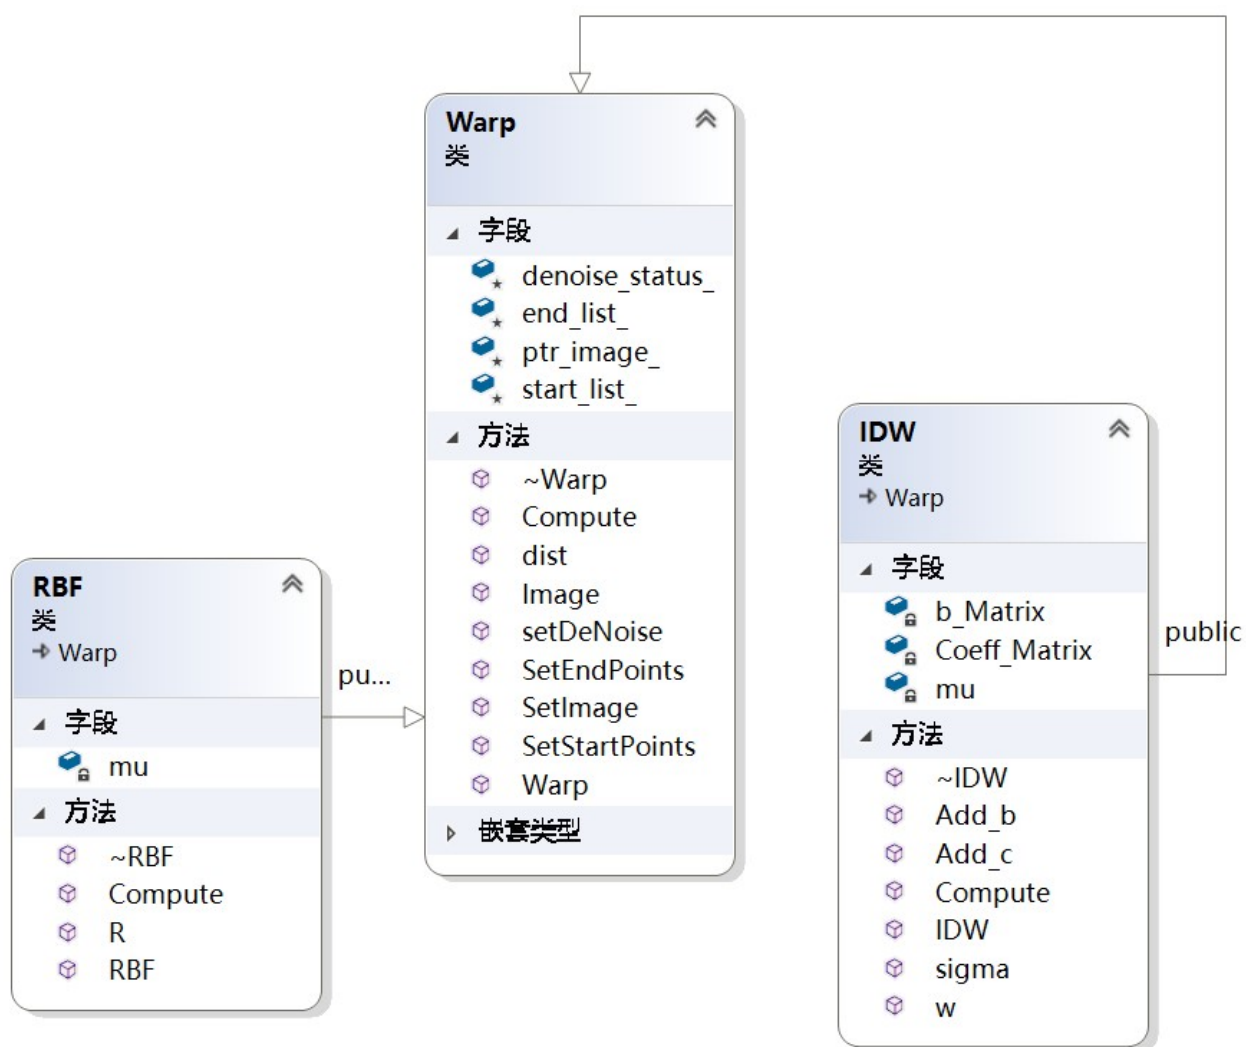 Warp
类
字段
denoise_status_
end_list_
ptr_image_
start_list_
方法
~Warp
Compute
dist
Image
setDeNoise
SetEndPoints
SetImage
SetStartPoints
Warp
嵌套类型
RBF
类
Warp
字段
mu
方法
~RBF
Compute
R
RBF
pu...
IDW
类
Warp
字段
b_Matrix
Coeff_Matrix
mu
方法
~IDW
Add_b
Add_c
Compute
IDW
sigma
w
public